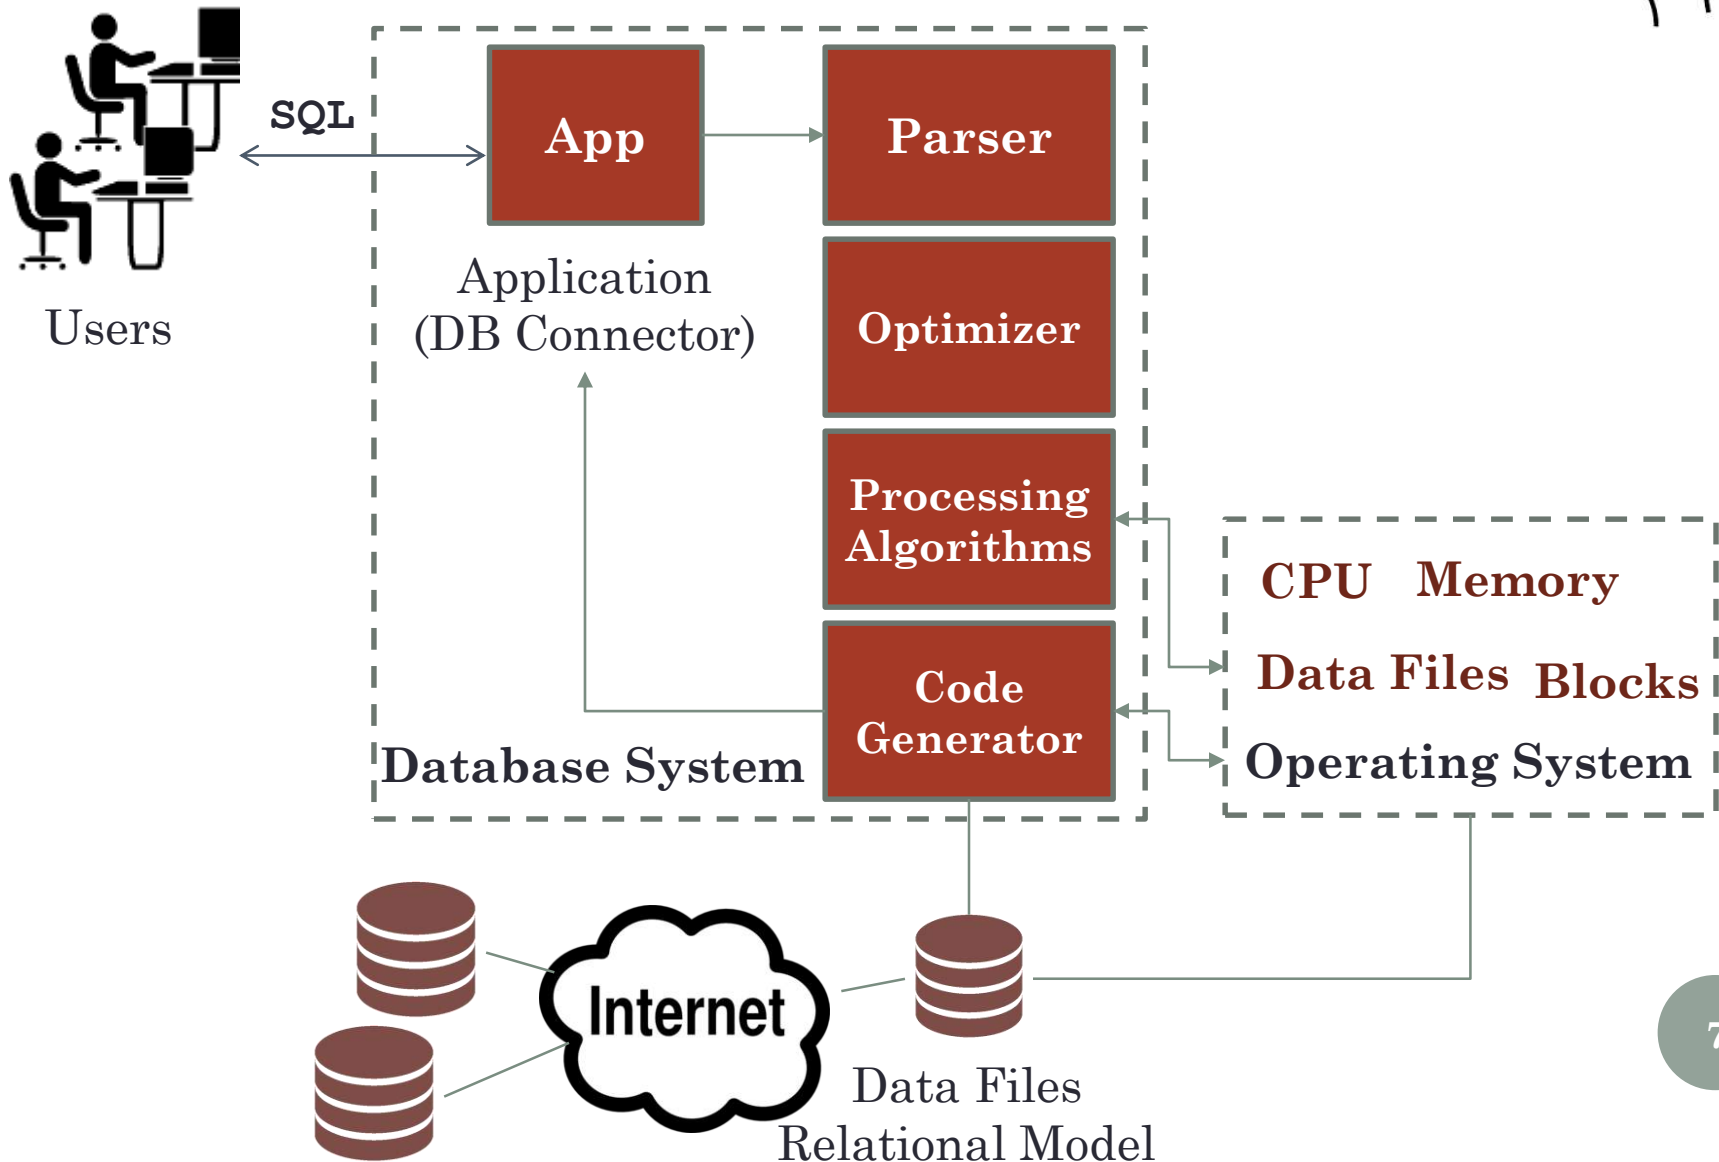 SQL
App
Parser
Users
Application
(DB Connector)
Optimizer
Processing
Algorithms
CPU Memory
Data Files Blocks
Code
Generator
Database System
Operating System
Internet
Data Files
Relational Model
7